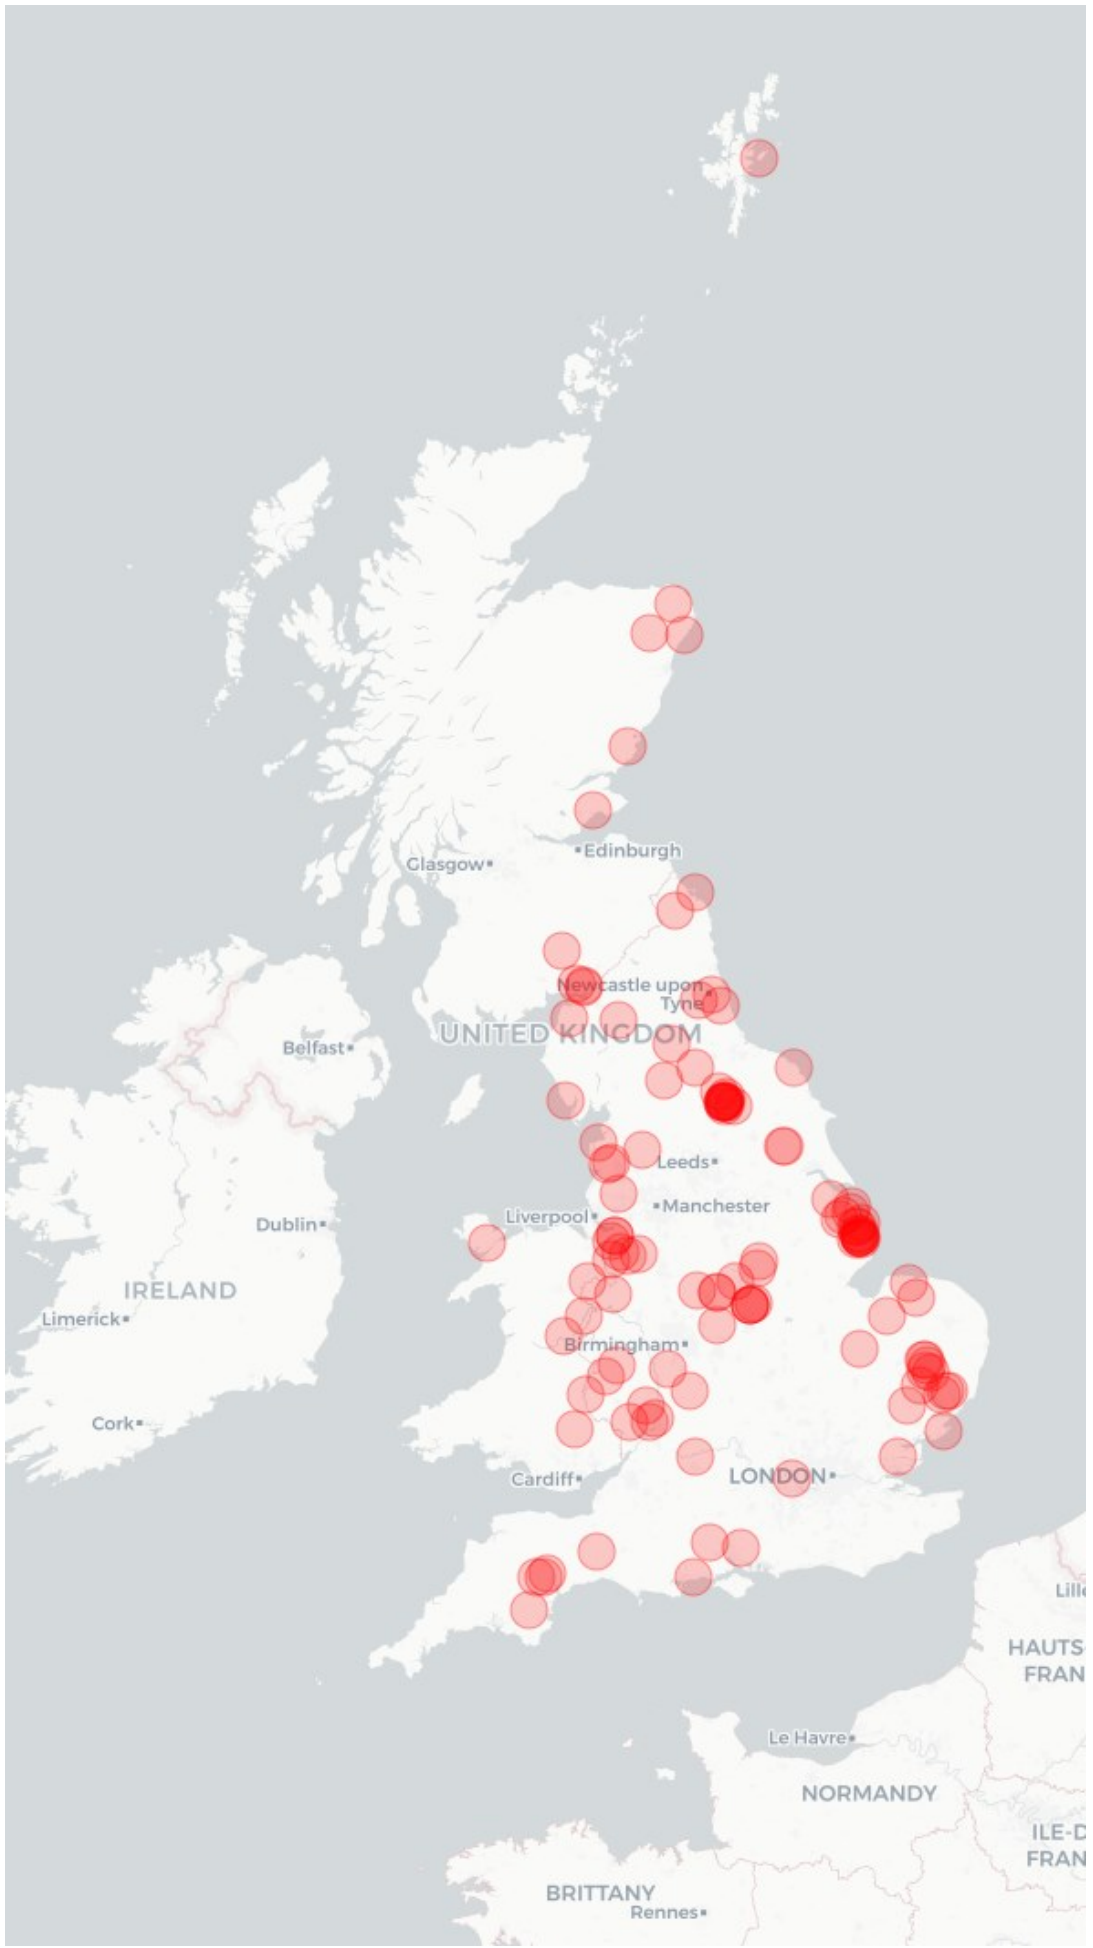 Edinburgh
Glasgow
Newcastle upon
Tyne
UNITED KINGDOM
Belfast
Leeds
Manchester
Liverpool
Dublin
IRELAND
Limerick
Birmingham
Cork
LONDON
Cardiff
Lille
HAUTS-
FRAN
Le Havre
NORMANDY
ILE-D
FRAN
BRITTANY
Rennes